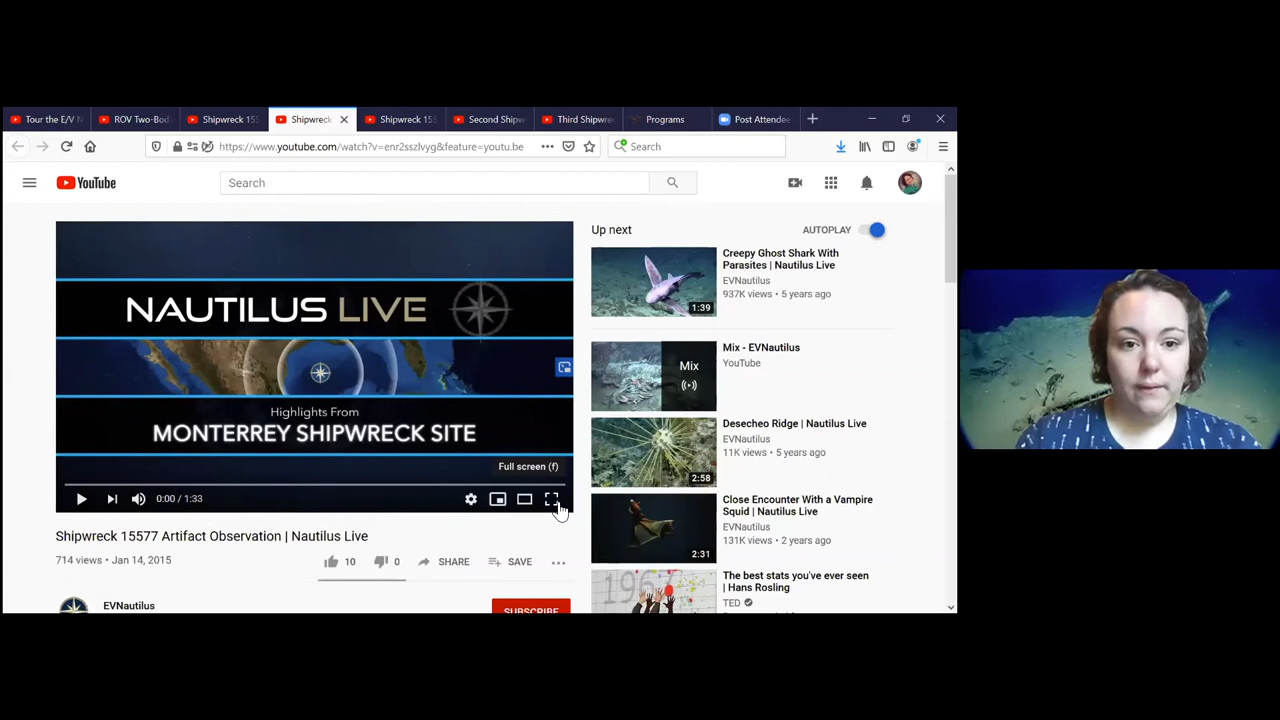 Tour the E/V N
ROV Two-Bod
Shipwreck 155
Shipwreck
Shipwreck 155
Second Shipw
Third Shipwre
Programs
Post Attendee
https://www.youtube.com/watch?v=enr2sszlvyg&feature=youtu.be
Search
YouTube
Search
NAUTILUS LIVE
Highlights From
MONTERREY SHIPWRECK SITE
Full screen (f)
0:00 / 1:33
Shipwreck 15577 Artifact Observation | Nautilus Live
714 views • Jan 14, 2015
10
0
SHARE
SAVE
EVNautilus
SUBSCRIBE
Up next
AUTOPLAY
1:39
Creepy Ghost Shark With
Parasites | Nautilus Live
EVNautilus
937K views • 5 years ago
Mix
Mix - EVNautilus
YouTube
2:58
Desecheo Ridge | Nautilus Live
EVNautilus
11K views • 5 years ago
2:31
Close Encounter With a Vampire
Squid | Nautilus Live
EVNautilus
131K views • 2 years ago
The best stats you've ever seen
| Hans Rosling
TED